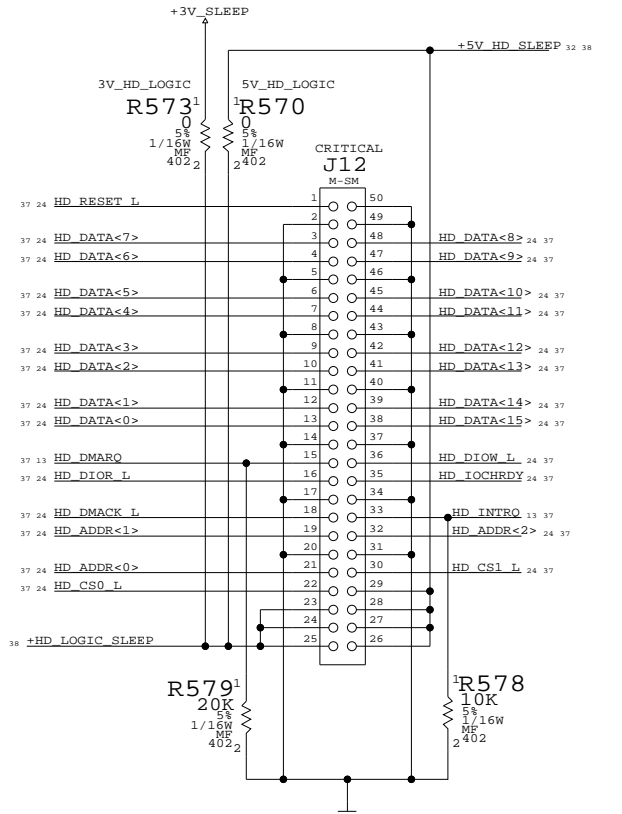 +3V_SLEEP
+5V_HD_SLEEP 32 38
3V_HD_LOGIC 5V_HD_LOGIC
R573 1 1 R570
0 0
5% 5%
1/16W 1/16W
MF MF
402 2 2 402
CRITICAL
J12
M-SM
37 24 HD_RESET_L 1 50
2 49
37 24 HD_DATA<7> 3 48 HD_DATA<8> 24 37
37 24 HD_DATA<6> 4 47 HD_DATA<9> 24 37
5 46
37 24 HD_DATA<5> 6 45 HD_DATA<10> 24 37
37 24 HD_DATA<4> 7 44 HD_DATA<11> 24 37
8 43
37 24 HD_DATA<3> 9 42 HD_DATA<12> 24 37
37 24 HD_DATA<2> 10 41 HD_DATA<13> 24 37
11 40
37 24 HD_DATA<1> 12 39 HD_DATA<14> 24 37
37 24 HD_DATA<0> 13 38 HD_DATA<15> 24 37
14 37
37 13 HD_DMARQ 15 36 HD_DIOW_L 24 37
37 24 HD_DIOR_L 16 35 HD_IOCHRDY 24 37
17 34
37 24 HD_DMACK_L 18 33 HD_INTRQ 13 37
37 24 HD_ADDR<1> 19 32 HD_ADDR<2> 24 37
20 31
37 24 HD_ADDR<0> 21 30 HD_CS1_L 24 37
37 24 HD_CS0_L 22 29
23 28
24 27
38 +HD_LOGIC_SLEEP 25 26
R579 1 1 R578
20K 10K
5% 5%
1/16W 1/16W
MF MF
402 2 2 402